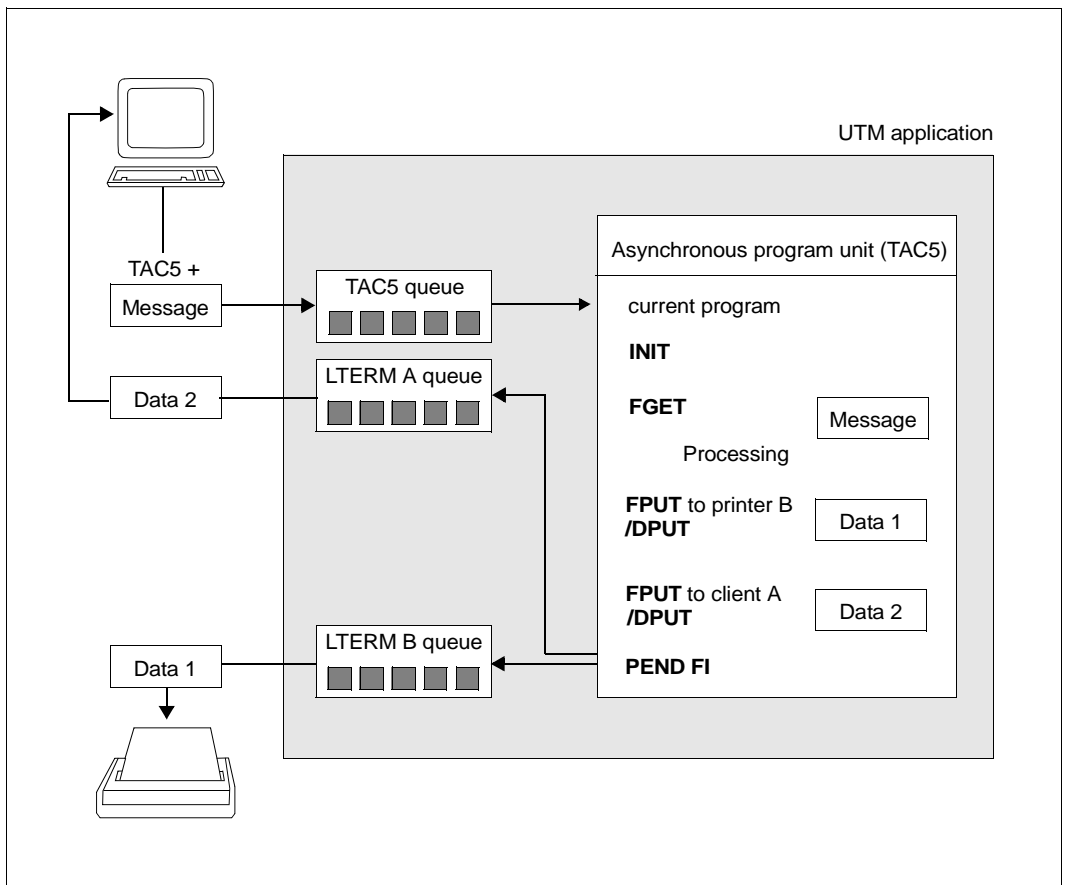 UTM application
TAC5 +
Message
TAC5 queue
LTERM A queue
Data 2
LTERM B queue
Data 1
Asynchronous program unit (TAC5)
current program
INIT
FGET
Message
Processing
FPUT to printer B
/DPUT
Data 1
FPUT to client A
/DPUT
Data 2
PEND FI